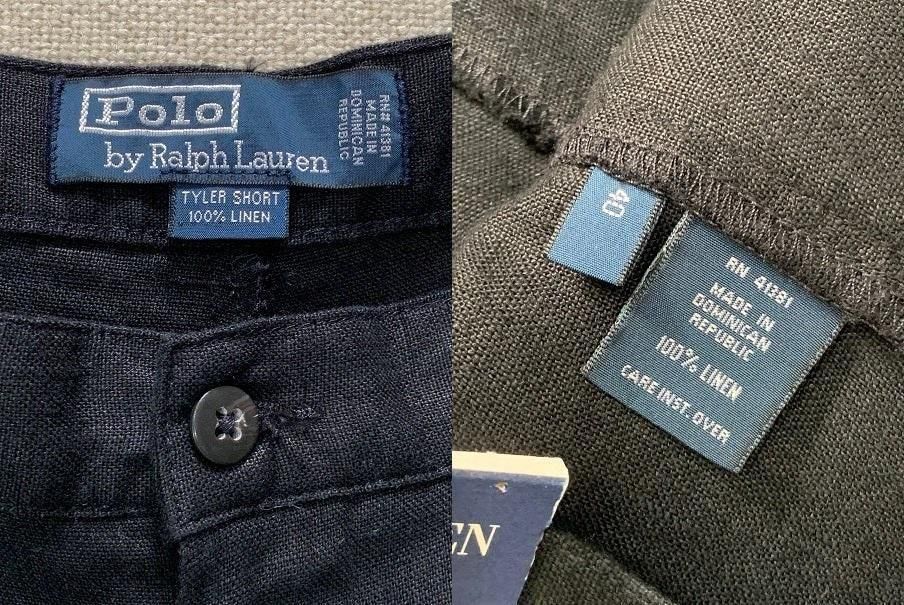 Polo
by Ralph Lauren
RN# 41381
MADE IN
DOMINICAN
REPUBLIC
TYLER SHORT
100% LINEN
40
RN 41381
MADE IN
DOMINICAN
REPUBLIC
100% LINEN
CARE INST. OVER
EN